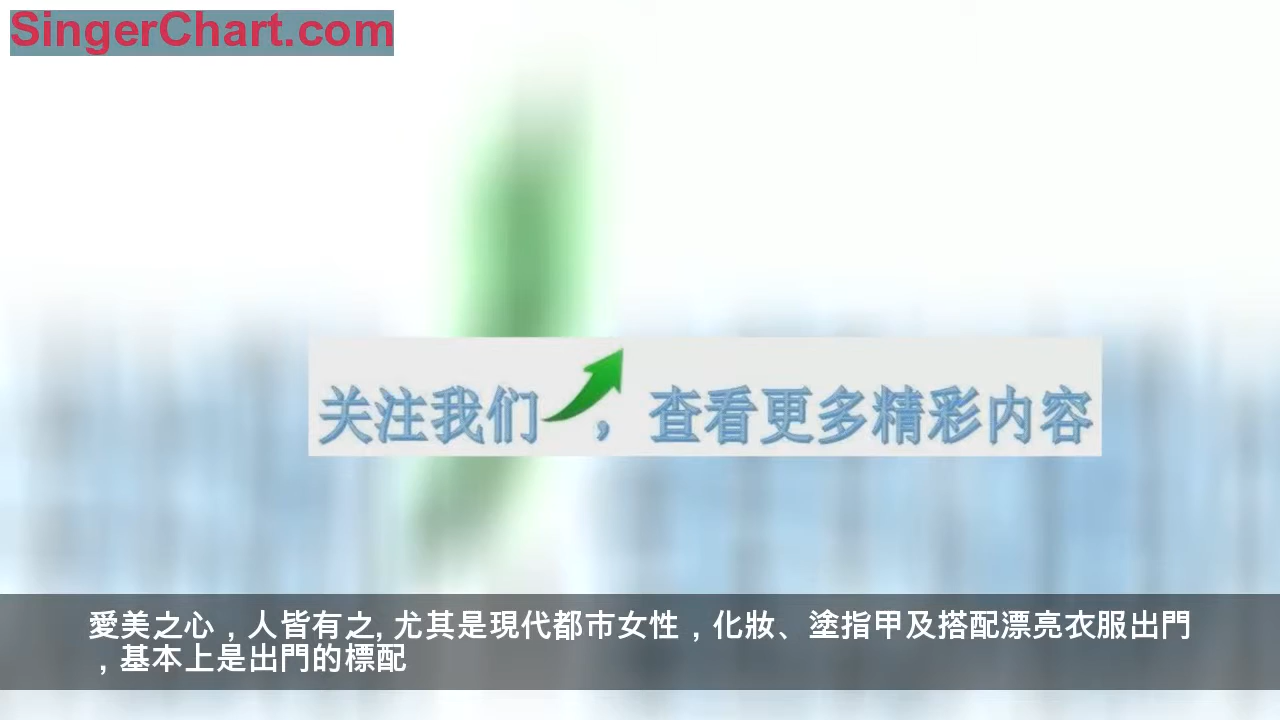 SingerChart.com
关注我们，查看更多精彩内容
愛美之心，人皆有之, 尤其是現代都市女性，化妝、塗指甲及搭配漂亮衣服出門
，基本上是出門的標配